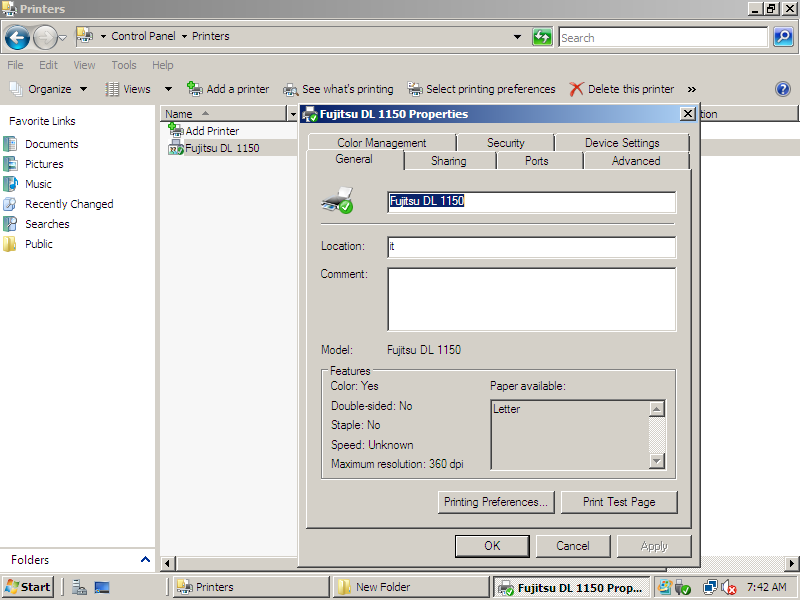 Printers
Control Panel
Printers
Search
File Edit View Tools Help
Organize Views Add a printer See what's printing Select printing preferences Delete this printer »
Favorite Links
Documents
Pictures
Music
Recently Changed
Searches
Public
Folders
Name
Add Printer
Fujitsu DL 1150
Fujitsu DL 1150 Properties
Color Management Security Device Settings
General Sharing Ports Advanced
Fujitsu DL 1150
Location: it
Comment:
Model: Fujitsu DL 1150
Features
Color: Yes
Double-sided: No
Staple: No
Speed: Unknown
Maximum resolution: 360 dpi
Paper available:
Letter
Printing Preferences... Print Test Page
OK Cancel Apply
Start Printers New Folder Fujitsu DL 1150 Prop... 7:42 AM